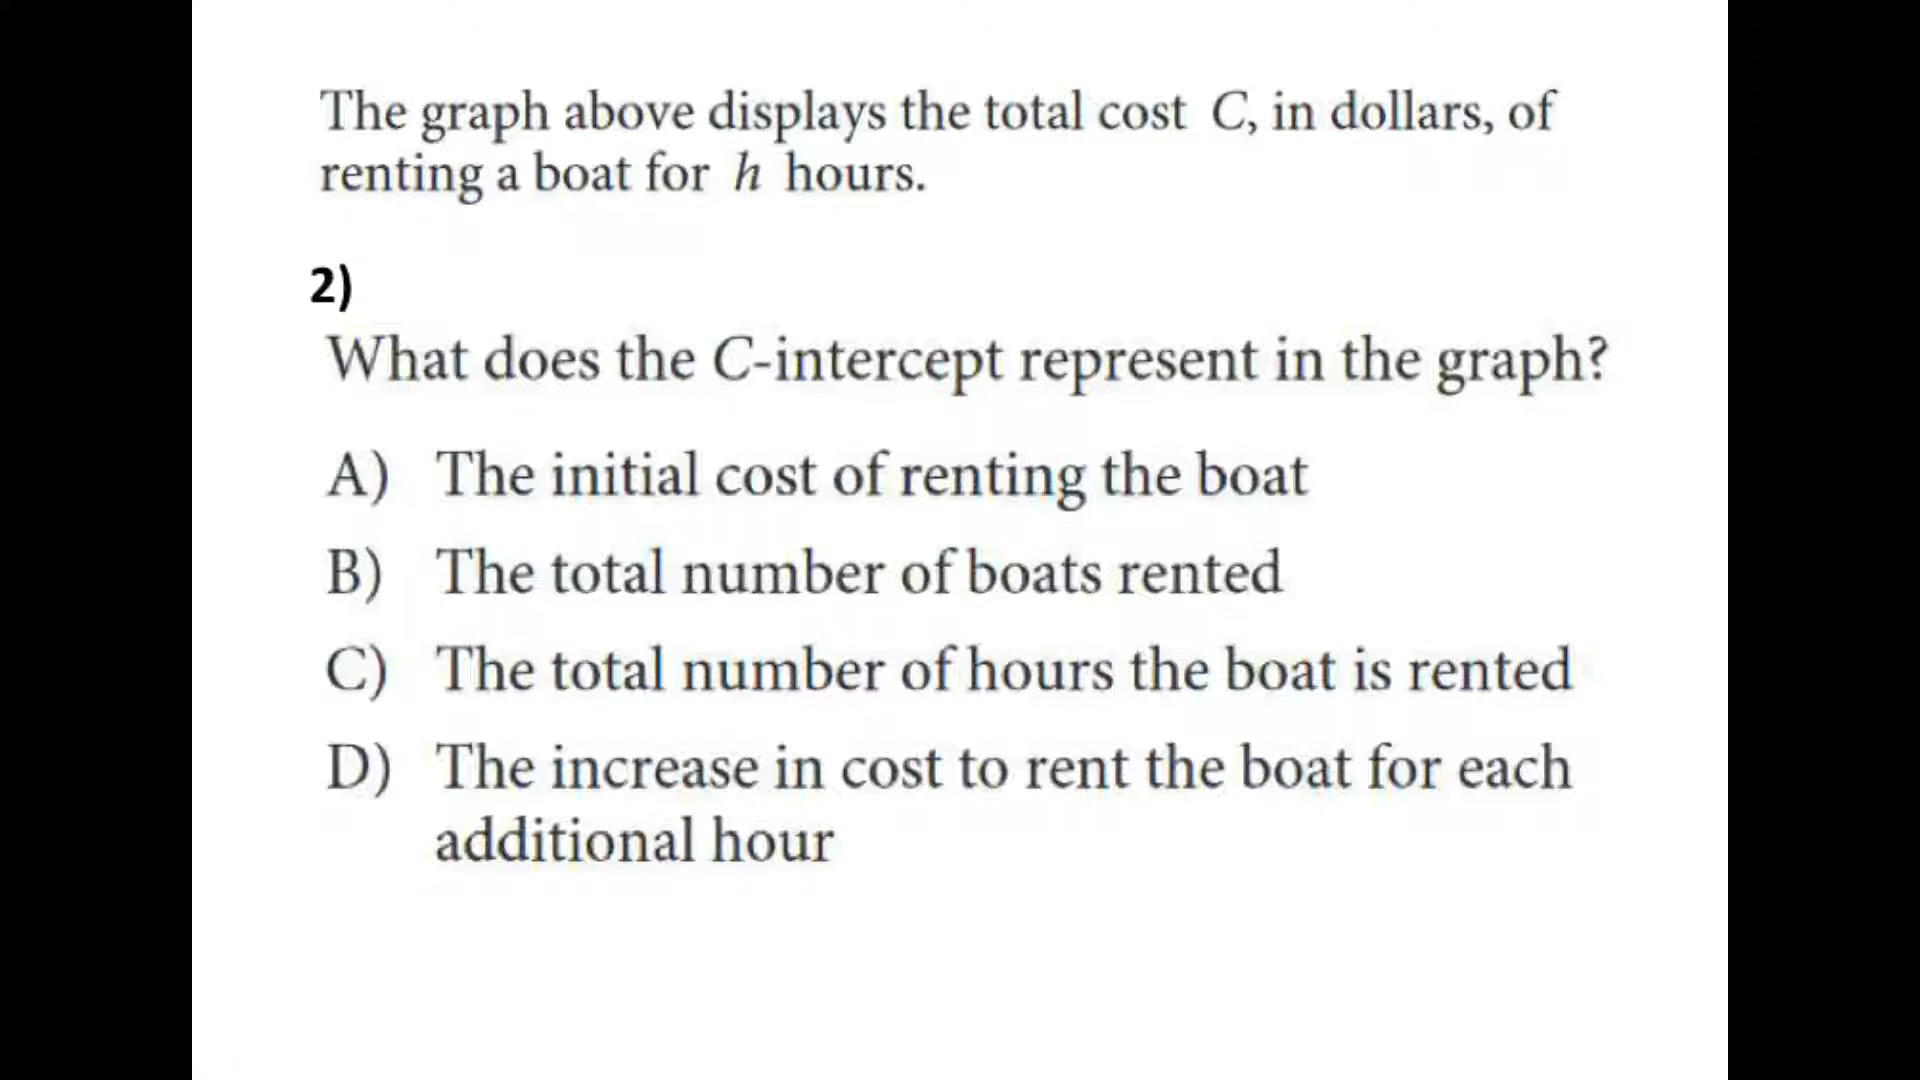 The graph above displays the total cost C, in dollars, of
renting a boat for h hours.
2)
What does the C-intercept represent in the graph?
A) The initial cost of renting the boat
B) The total number of boats rented
C) The total number of hours the boat is rented
D) The increase in cost to rent the boat for each
additional hour